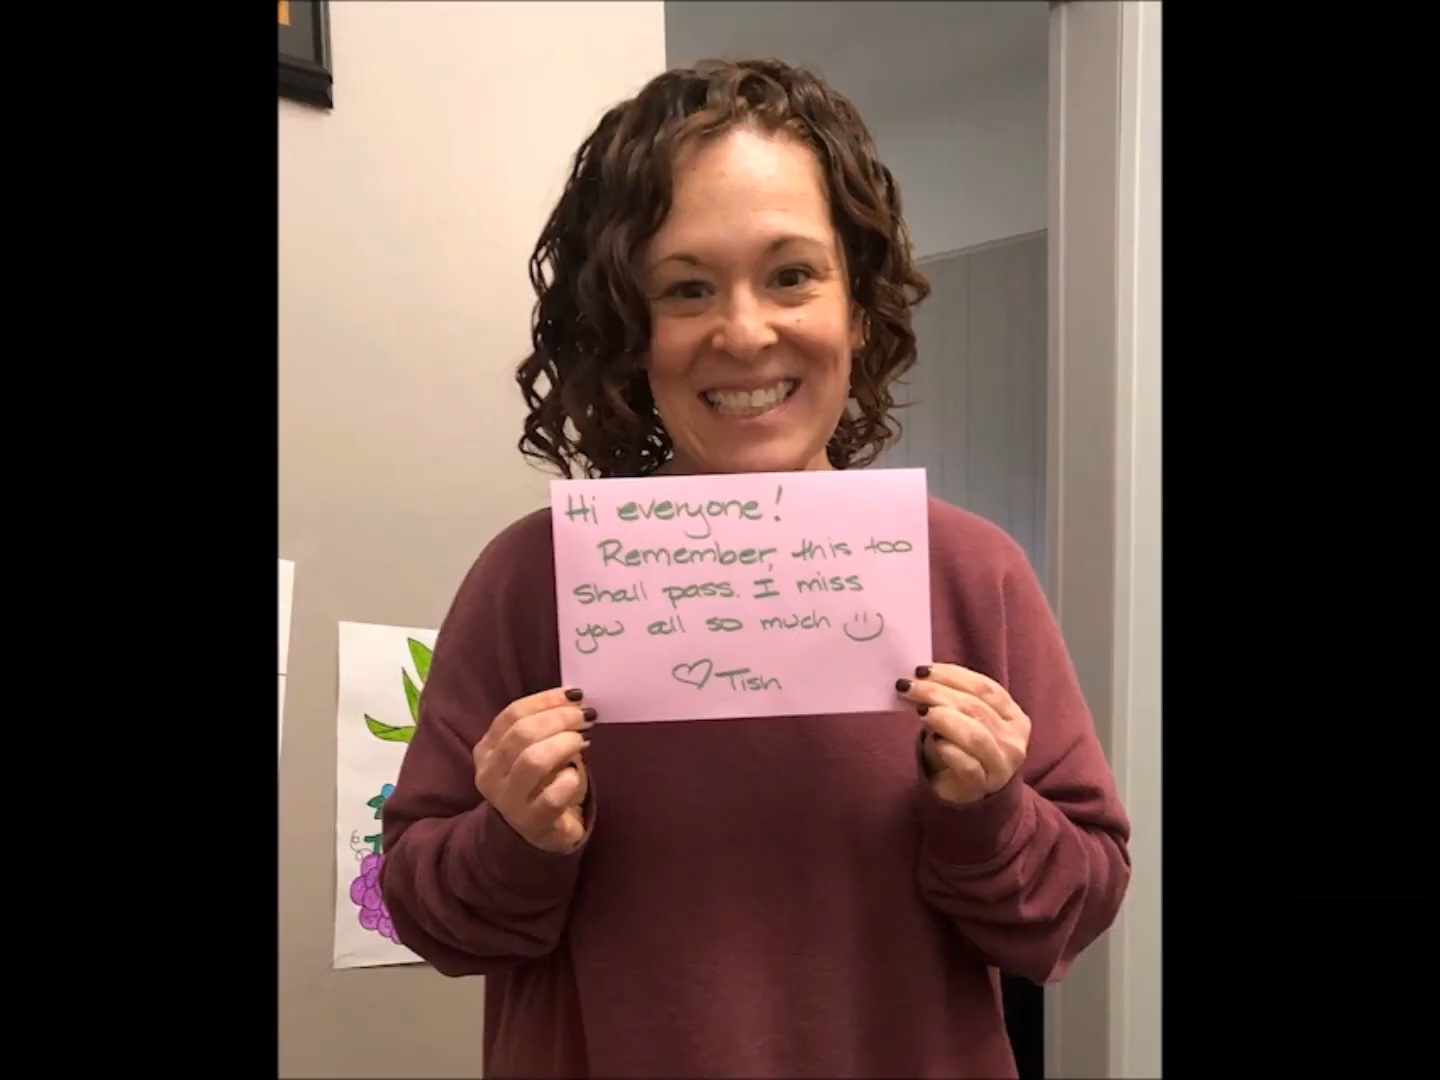 Hi everyone!
Remember, this too
shall pass. I miss
you all so much
Tish